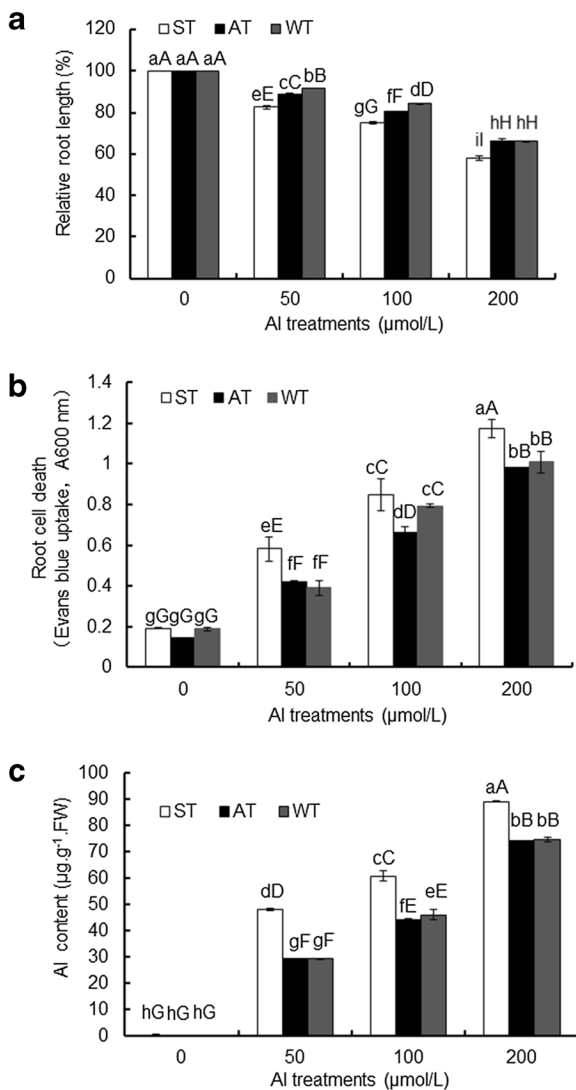 a
ST AT WT
Relative root length (%)
120
100
80
60
40
20
0
aA aA aA
eE cC bB
gG fF dD
iI hH hH
0 50 100 200
Al treatments (μmol/L)
b
ST AT WT
Root cell death
(Evans blue uptake, A600 nm)
1.4
1.2
1
0.8
0.6
0.4
0.2
0
gG gG gG
eE fF fF
cC dD cC
aA bB bB
0 50 100 200
Al treatments (μmol/L)
c
ST AT WT
Al content (μg.g-1.FW)
100
90
80
70
60
50
40
30
20
10
0
hG hG hG
dD gF gF
cC fE eE
aA bB bB
0 50 100 200
Al treatments (μmol/L)